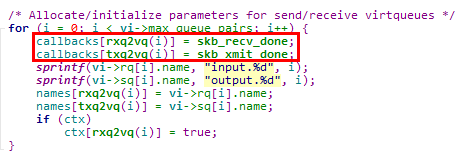 /* Allocate/initialize parameters for send/receive virtqueues */
for (i = 0; i < vi->max_queue_pairs; i++) {
callbacks[rxq2vq(i)] = skb_recv_done;
callbacks[txq2vq(i)] = skb_xmit_done;
sprintf(vi->rq[i].name, "input.%d", i);
sprintf(vi->sq[i].name, "output.%d", i);
names[rxq2vq(i)] = vi->rq[i].name;
names[txq2vq(i)] = vi->sq[i].name;
if (ctx)
ctx[rxq2vq(i)] = true;
}